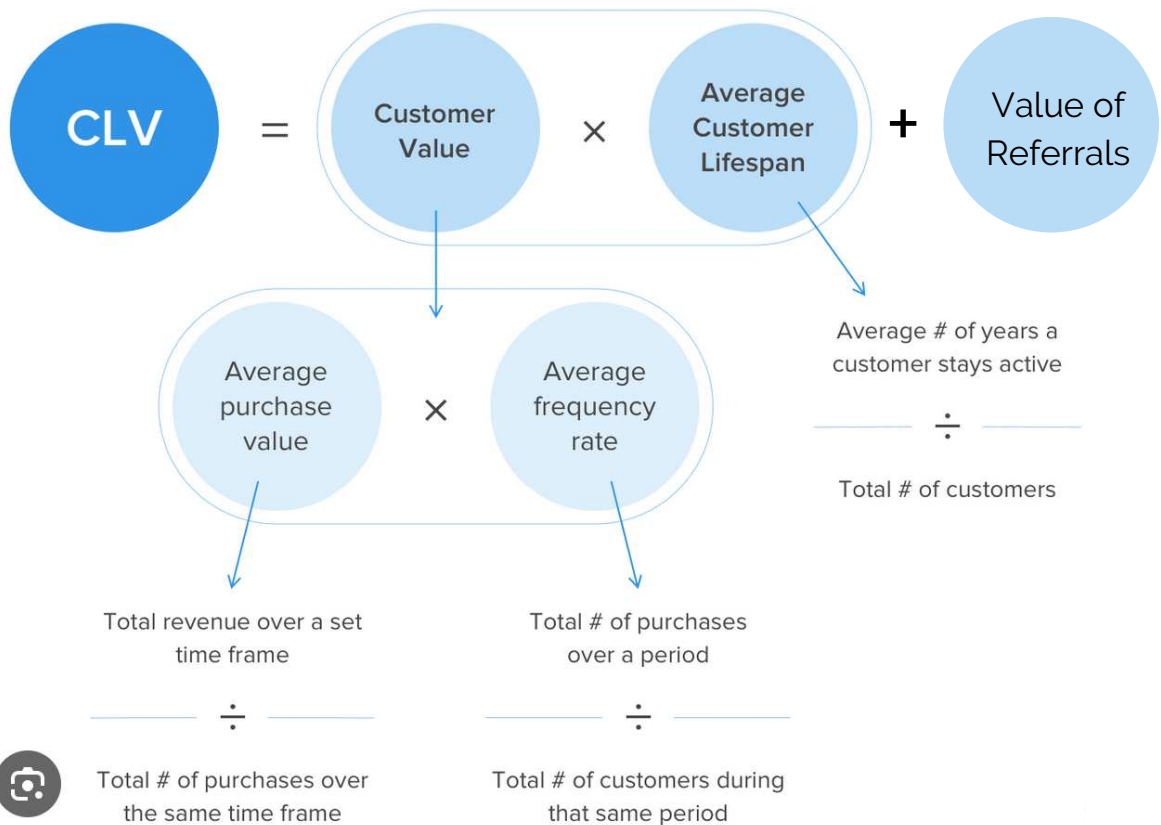 CLV
=
Customer
Value
×
Average
Customer
Lifespan
+
Value of
Referrals
Average
purchase
value
×
Average
frequency
rate
Average # of years a
customer stays active
÷
Total # of customers
Total revenue over a set
time frame
÷
Total # of purchases over
the same time frame
Total # of purchases
over a period
÷
Total # of customers during
that same period